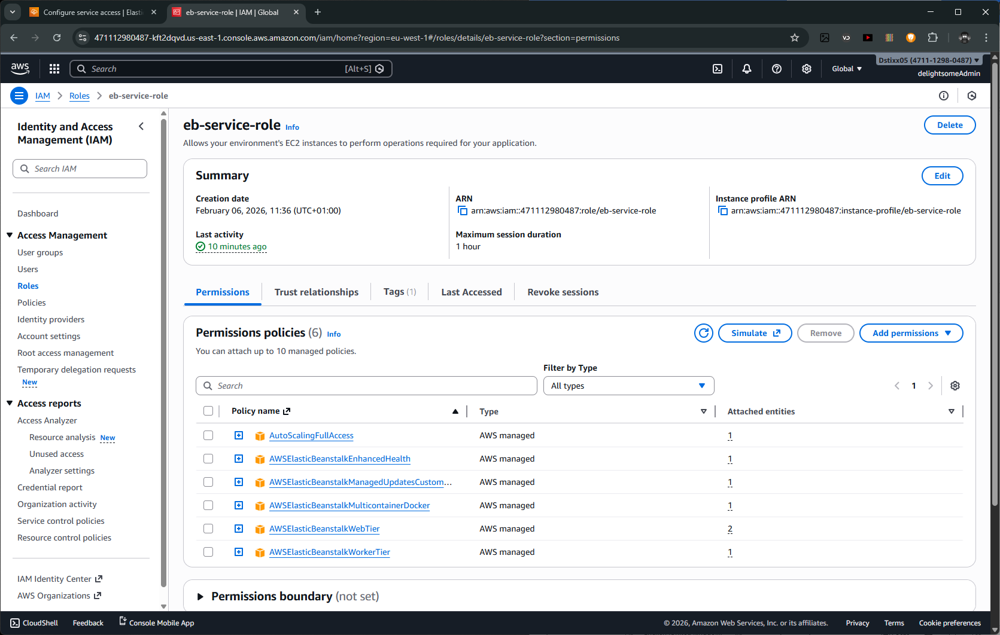 Configure service access | Elasti
eb-service-role | IAM | Global
471112980487-kft2dqvd.us-east-1.console.aws.amazon.com/iam/home?region=eu-west-1#/roles/details/eb-service-role?section=permissions
aws
Search
[Alt+S]
Global
Dstixx05 (4711-1298-0487)
delightsomeAdmin
IAM
Roles
eb-service-role
Identity and Access
Management (IAM)
Search IAM
Dashboard
Access Management
User groups
Users
Roles
Policies
Identity providers
Account settings
Root access management
Temporary delegation requests
New
Access reports
Access Analyzer
Resource analysis New
Unused access
Analyzer settings
Credential report
Organization activity
Service control policies
Resource control policies
IAM Identity Center
AWS Organizations
eb-service-role Info
Delete
Allows your environment's EC2 instances to perform operations required for your application.
Summary
Edit
Creation date
February 06, 2026, 11:36 (UTC+01:00)
Last activity
10 minutes ago
ARN
arn:aws:iam::471112980487:role/eb-service-role
Maximum session duration
1 hour
Instance profile ARN
arn:aws:iam::471112980487:instance-profile/eb-service-role
Permissions
Trust relationships
Tags (1)
Last Accessed
Revoke sessions
Permissions policies (6) Info
You can attach up to 10 managed policies.
Simulate
Remove
Add permissions
Filter by Type
Search
All types
1
Policy name
Type
Attached entities
AutoScalingFullAccess AWS managed 1
AWSElasticBeanstalkEnhancedHealth AWS managed 1
AWSElasticBeanstalkManagedUpdatesCustom... AWS managed 1
AWSElasticBeanstalkMulticontainerDocker AWS managed 1
AWSElasticBeanstalkWebTier AWS managed 2
AWSElasticBeanstalkWorkerTier AWS managed 1
Permissions boundary (not set)
CloudShell
Feedback
Console Mobile App
© 2026, Amazon Web Services, Inc. or its affiliates.
Privacy
Terms
Cookie preferences